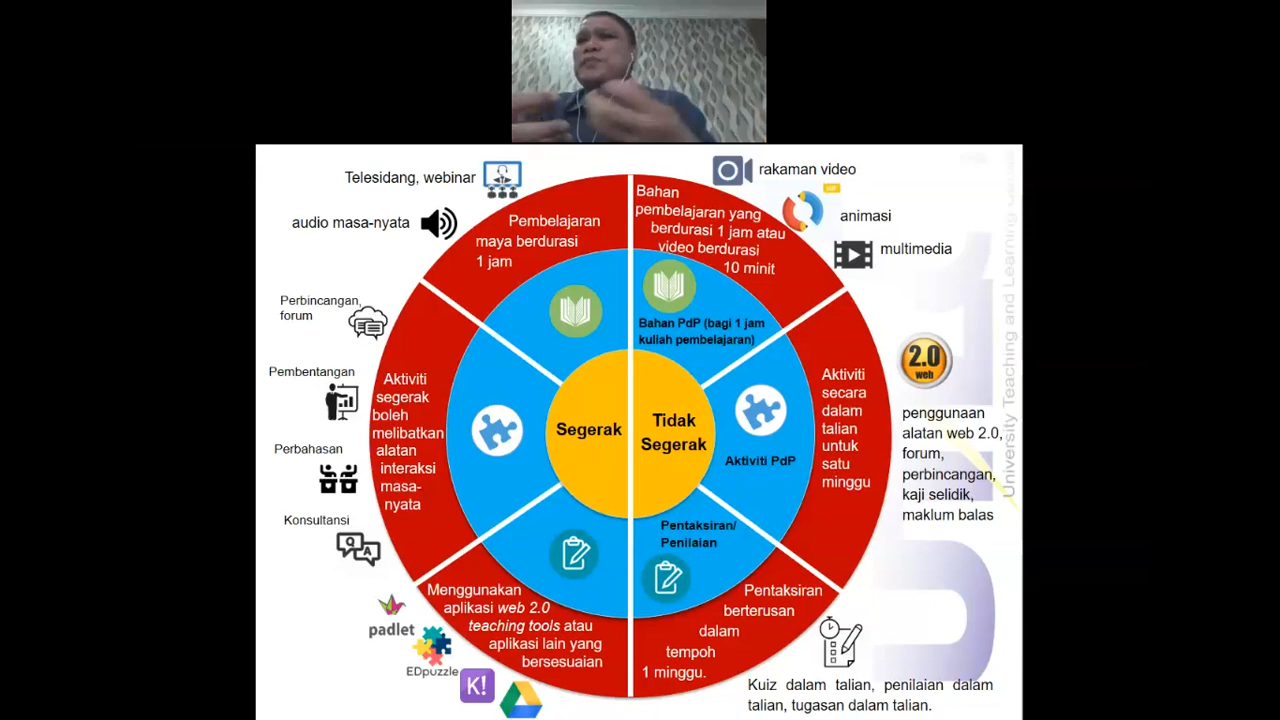 Telesidang, webinar
audio masa-nyata
Pembelajaran
maya berdurasi
1 jam
Bahan
pembelajaran yang
berdurasi 1 jam atau
video berdurasi
10 minit
rakaman video
animasi
multimedia
Perbincangan,
forum
Pembentangan
Perbahasan
Konsultansi
Q
A
Aktiviti
segerak
boleh
melibatkan
alatan
interaksi
masa-
nyata
Bahan PdP (bagi 1 jam
kuliah pembelajaran)
Segerak
Tidak
Segerak
Aktiviti PdP
Pentaksiran/
Penilaian
Aktiviti
secara
dalam
talian
untuk
satu
minggu
2.0
web
penggunaan
alatan web 2.0,
forum,
perbincangan,
kaji selidik,
maklum balas
University Teaching and Learning
Menggunakan
aplikasi web 2.0
teaching tools atau
aplikasi lain yang
bersesuaian
padlet
EDpuzzle
K!
Pentaksiran
berterusan
dalam
tempoh
1 minggu.
Kuiz dalam talian, penilaian dalam
talian, tugasan dalam talian.